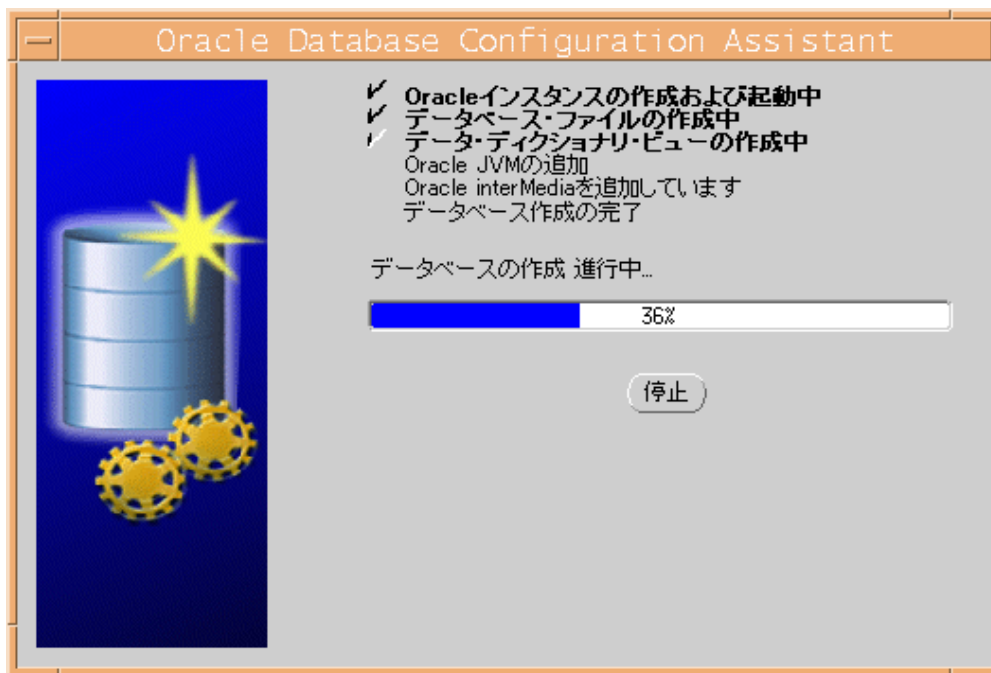 Oracle Database Configuration Assistant
Oracleインスタンスの作成および起動中
データベース・ファイルの作成中
データ・ディクショナリ・ビューの作成中
Oracle JVMの追加
Oracle interMediaを追加しています
データベース作成の完了
データベースの作成 進行中...
36%
停止